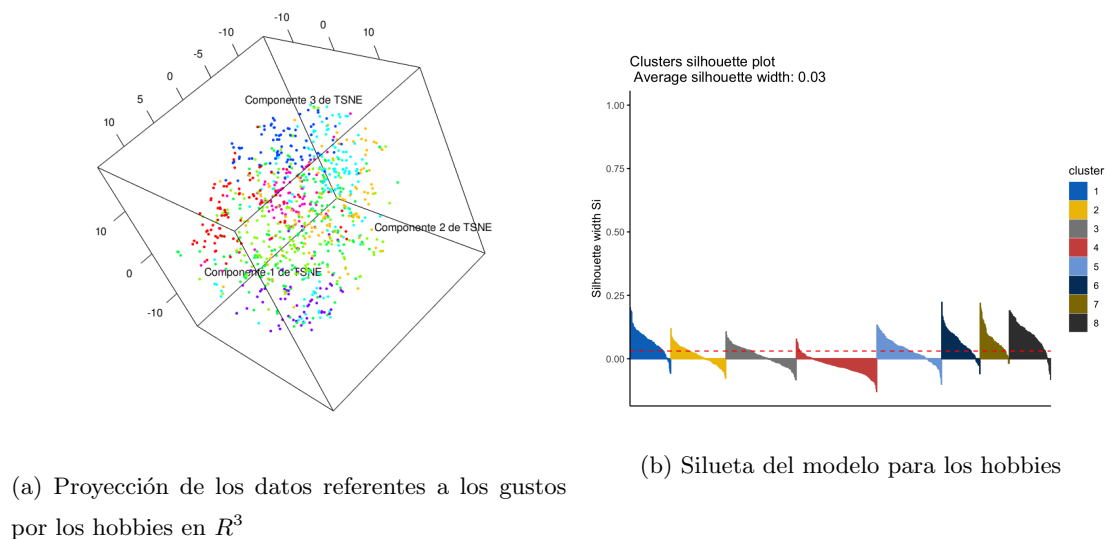 -10
0
10
-10
-5
0
5
10
10
0
-10
Componente 3 de TSNE
Componente 2 de TSNE
Componente 1 de TSNE
(a) Proyección de los datos referentes a los gustos
por los hobbies en R³
Clusters silhouette plot
Average silhouette width: 0.03
1.00
0.75
0.50
0.25
0.00
Silhouette width Si
cluster
1
2
3
4
5
6
7
8
(b) Silueta del modelo para los hobbies